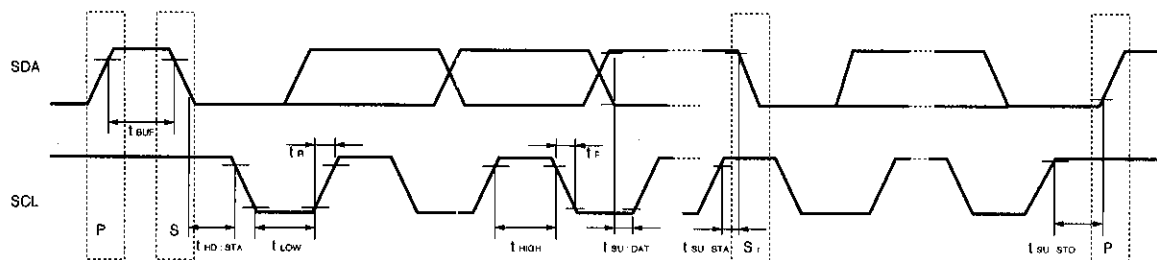 SDA
t BUF
t R
t F
SCL
P
S
t HD : STA
t LOW
t HIGH
t SU · DAT
t SU STA
S r
t SU STO
P